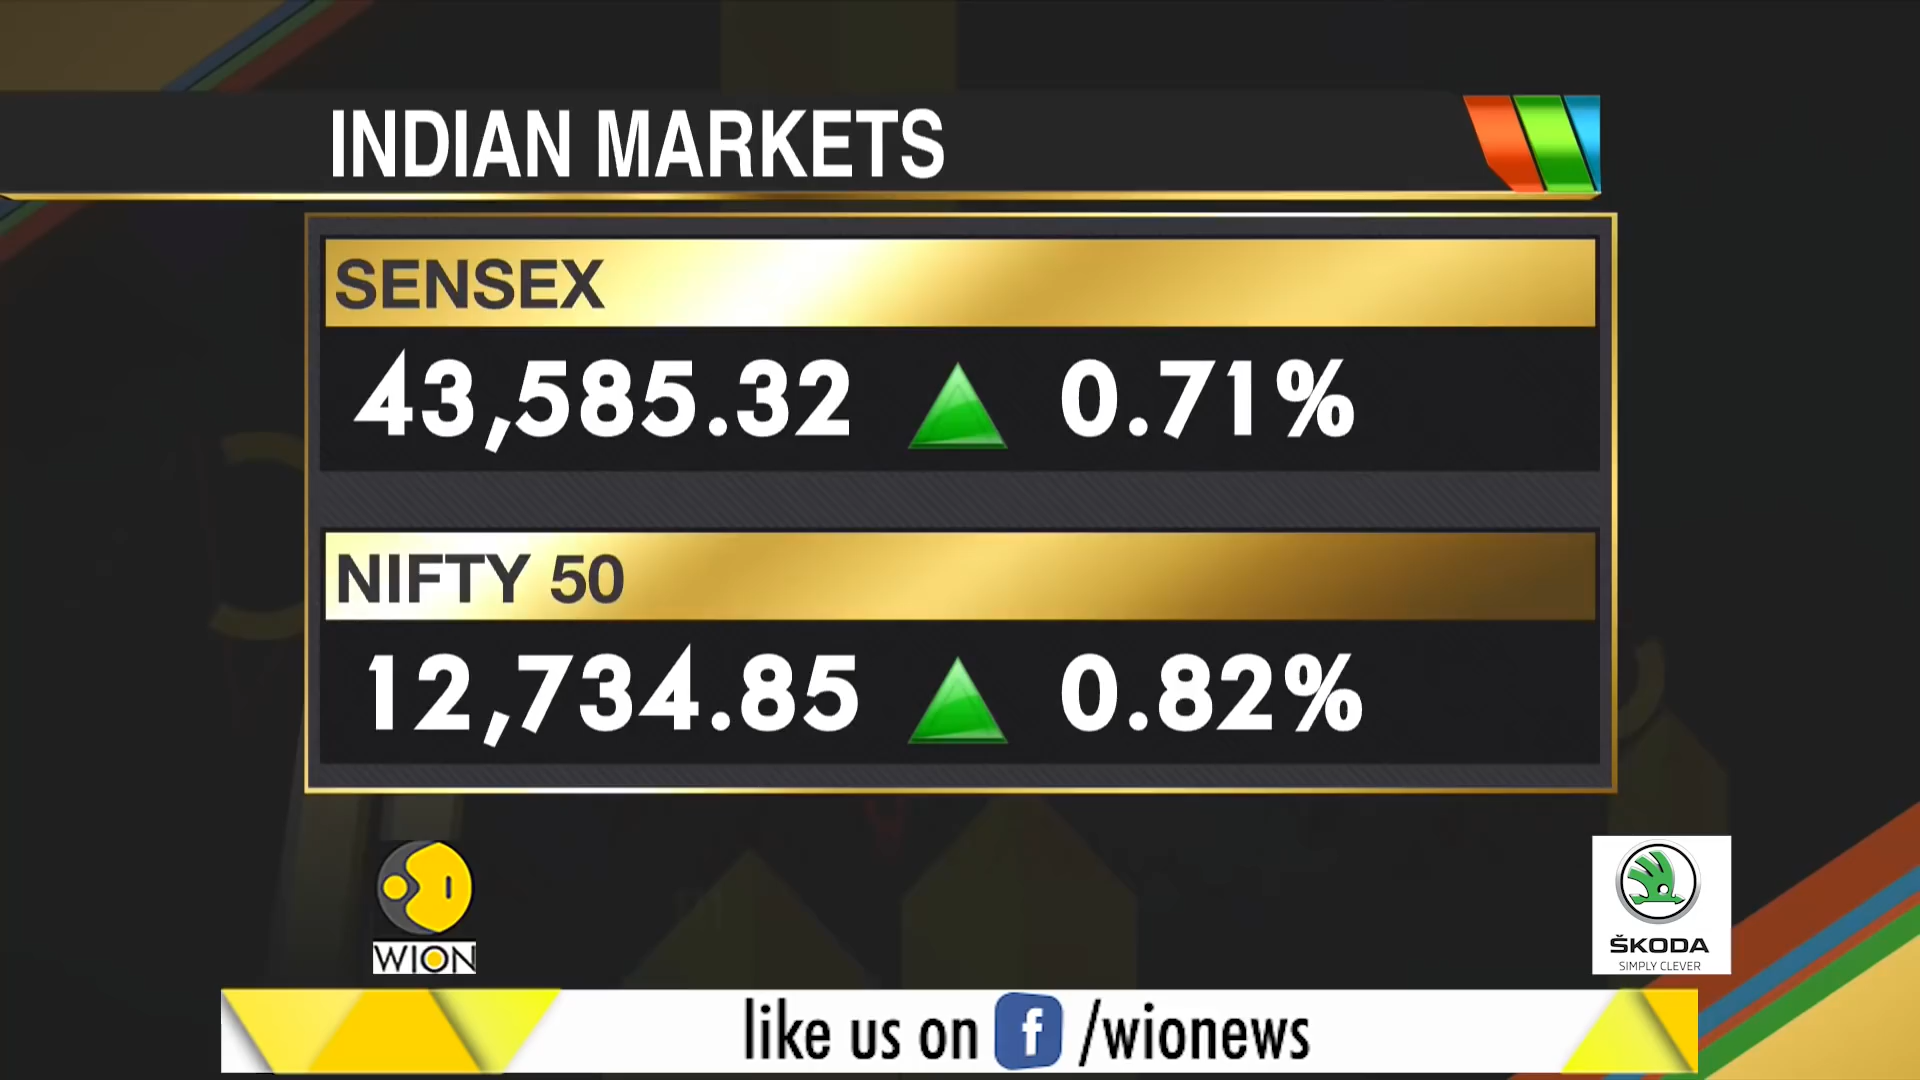 INDIAN MARKETS
SENSEX
43,585.32 0.71%
NIFTY 50
12,734.85 0.82%
WION
ŠKODA
SIMPLY CLEVER
like us on f /wionews